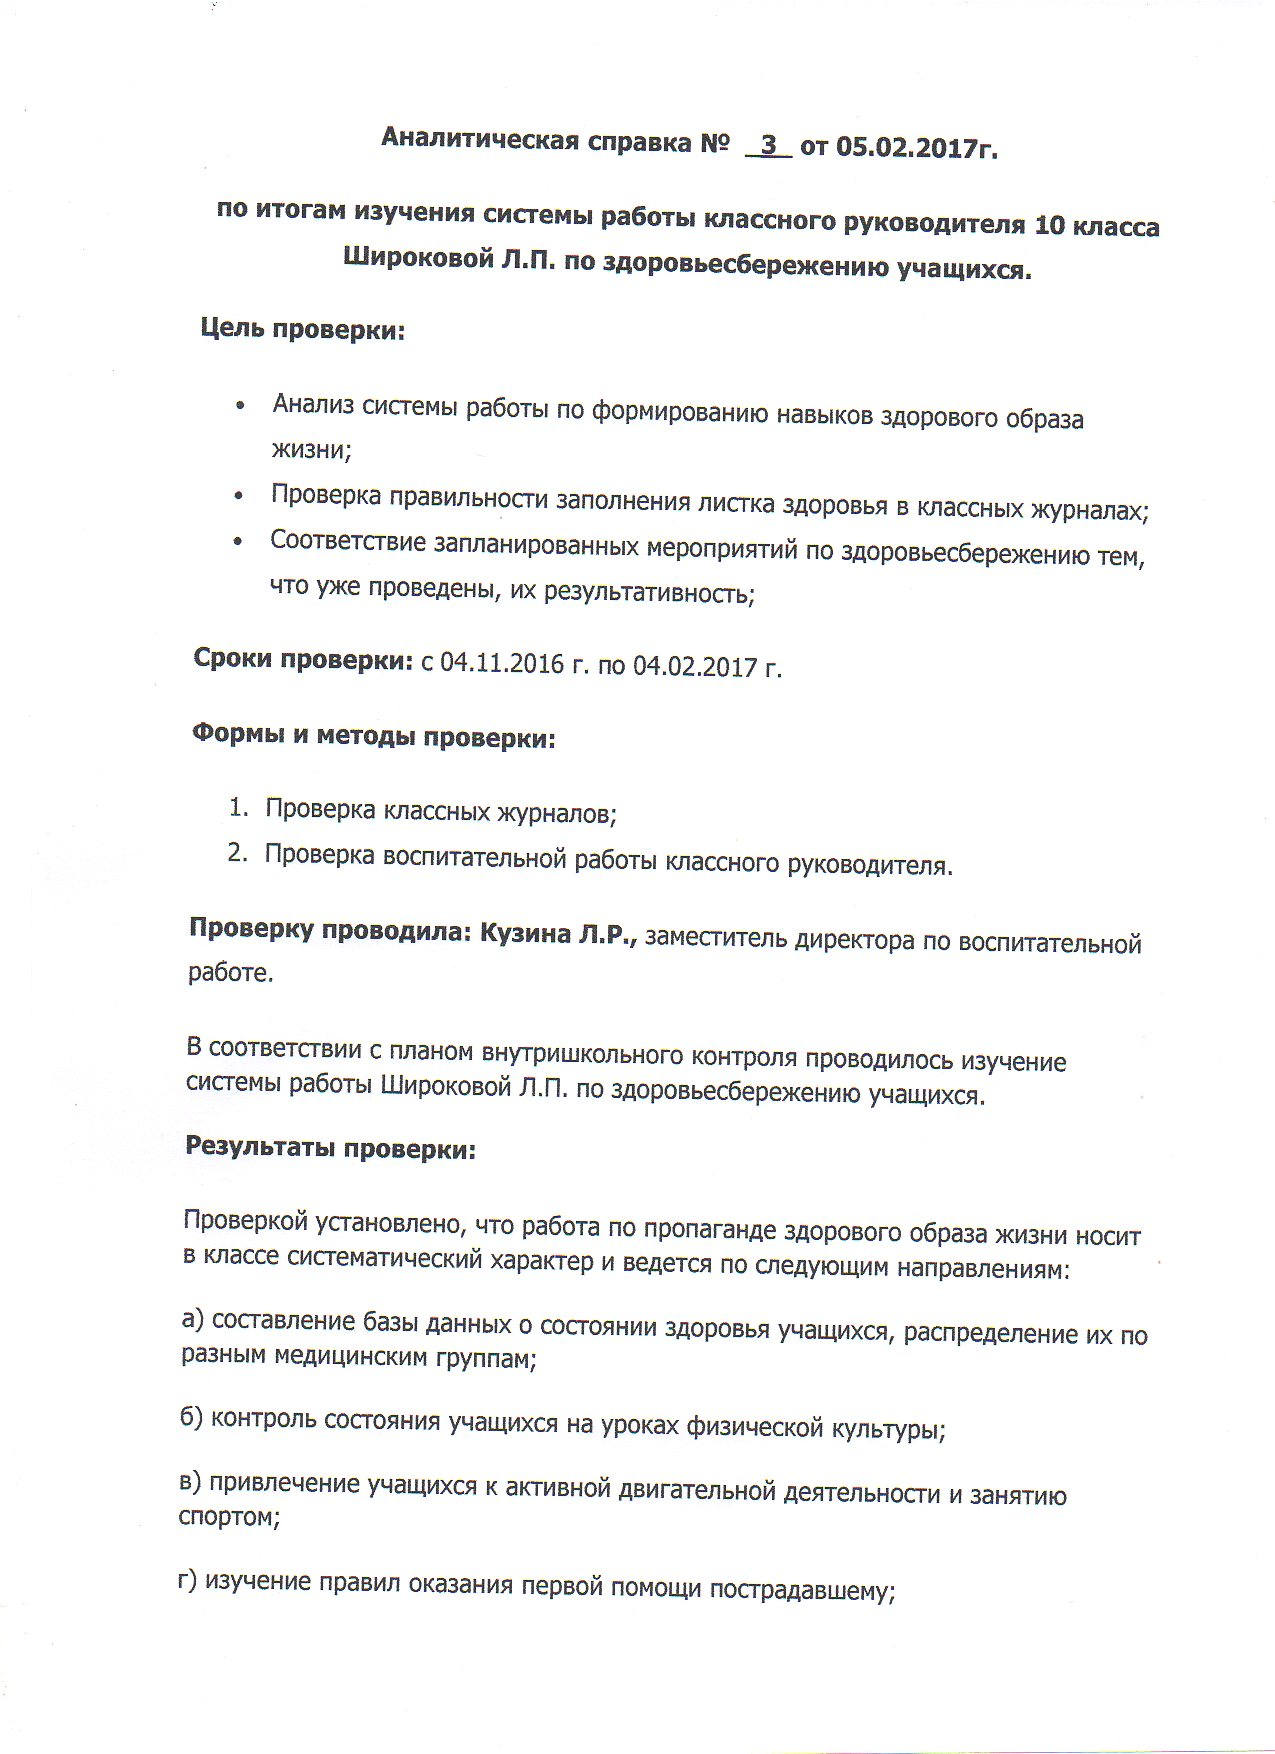 Аналитическая справка № 3 от 05.02.2017г.
по итогам изучения системы работы классного руководителя 10 класса
Широковой Л.П. по здоровьесбережению учащихся.
Цель проверки:
• Анализ системы работы по формированию навыков здорового образа
жизни;
• Проверка правильности заполнения листка здоровья в классных журналах;
• Соответствие запланированных мероприятий по здоровьесбережению тем,
что уже проведены, их результативность;
Сроки проверки: с 04.11.2016 г. по 04.02.2017 г.
Формы и методы проверки:
1. Проверка классных журналов;
2. Проверка воспитательной работы классного руководителя.
Проверку проводила: Кузина Л.Р., заместитель директора по воспитательной
работе.
В соответствии с планом внутришкольного контроля проводилось изучение
системы работы Широковой Л.П. по здоровьесбережению учащихся.
Результаты проверки:
Проверкой установлено, что работа по пропаганде здорового образа жизни носит
в классе систематический характер и ведется по следующим направлениям:
а) составление базы данных о состоянии здоровья учащихся, распределение их по
разным медицинским группам;
б) контроль состояния учащихся на уроках физической культуры;
в) привлечение учащихся к активной двигательной деятельности и занятию
спортом;
г) изучение правил оказания первой помощи пострадавшему;